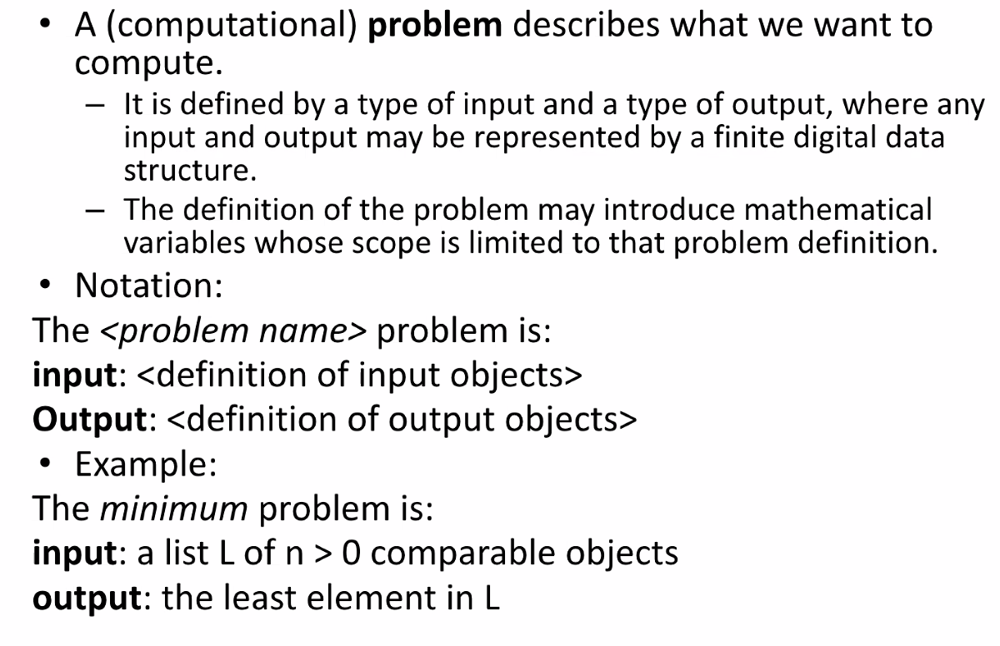 • A (computational) problem describes what we want to
compute.
– It is defined by a type of input and a type of output, where any
input and output may be represented by a finite digital data
structure.
– The definition of the problem may introduce mathematical
variables whose scope is limited to that problem definition.
• Notation:
The <problem name> problem is:
input: <definition of input objects>
Output: <definition of output objects>
• Example:
The minimum problem is:
input: a list L of n > 0 comparable objects
output: the least element in L